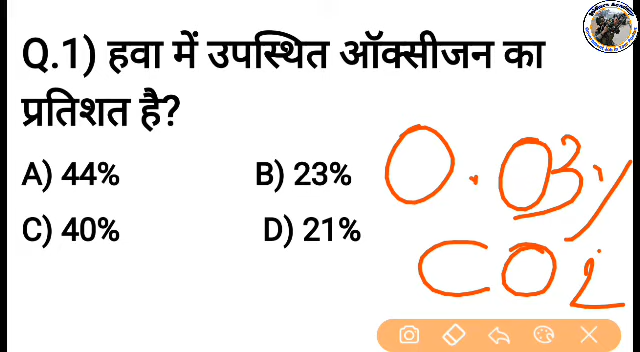 Q.1) हवा में उपस्थित ऑक्सीजन का
प्रतिशत है?
A) 44% B) 23%
C) 40% D) 21%
0.03%
CO2